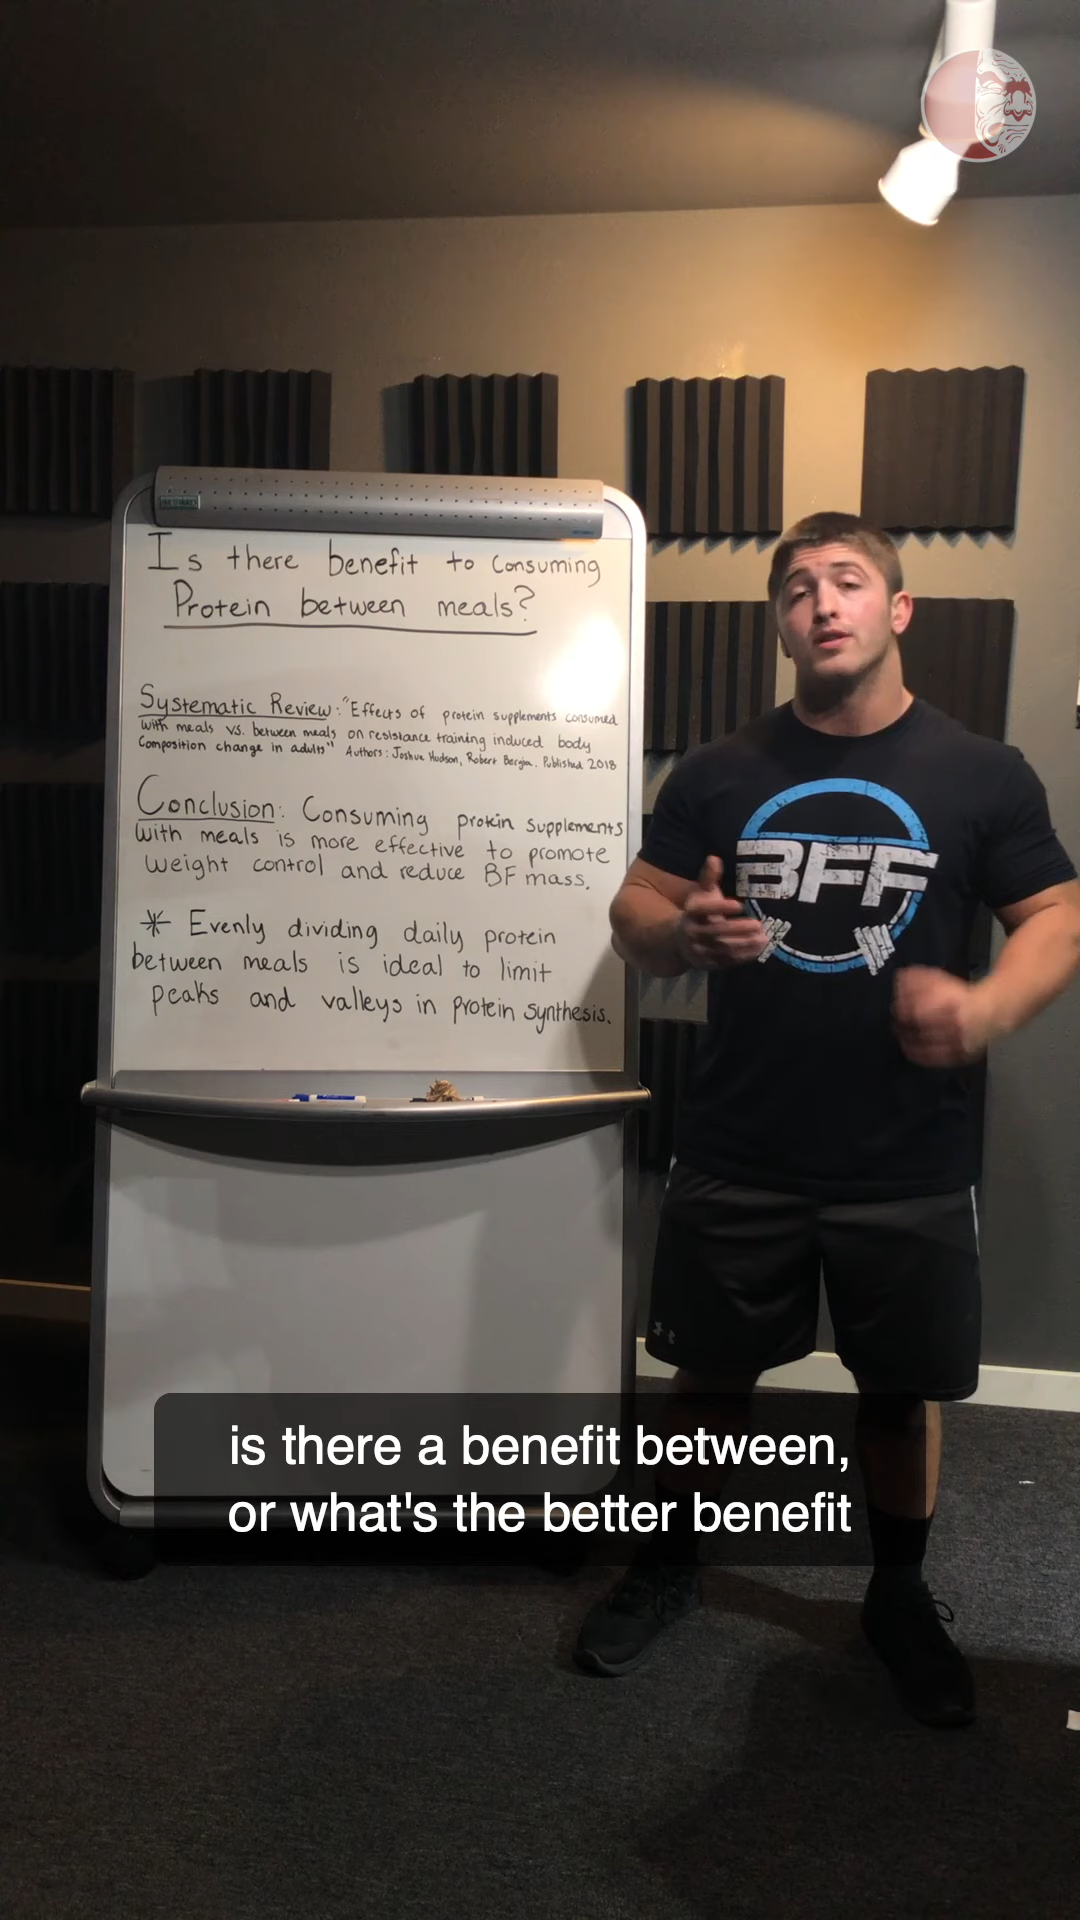 Is there benefit to Consuming
Protein between meals?
Systematic Review: "Effects of protein supplements consumed
with meals vs. between meals on resistance training induced body
Composition change in adults" Authors: Joshua Hudson, Robert Bergia. Published 2018
Conclusion: Consuming protein supplements
with meals is more effective to promote
weight control and reduce BF mass.
* Evenly dividing daily protein
between meals is ideal to limit
peaks and valleys in protein synthesis.
BFF
is there a benefit between,
or what's the better benefit